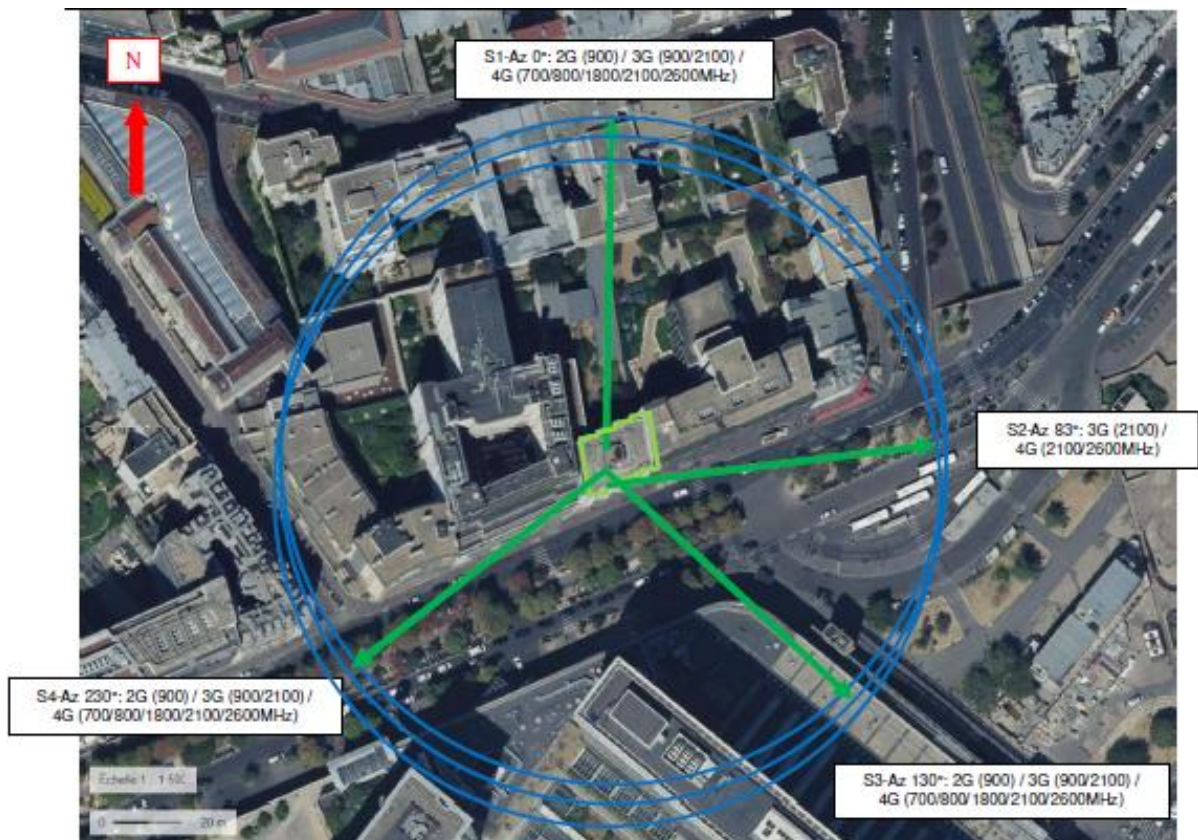 N
S1-Az 0°: 2G (900) / 3G (900/2100) /
4G (700/800/1800/2100/2600MHz)
S2-Az 83°: 3G (2100) /
4G (2100/2600MHz)
S4-Az 230°: 2G (900) / 3G (900/2100) /
4G (700/800/1800/2100/2600MHz)
S3-Az 130°: 2G (900) / 3G (900/2100) /
4G (700/800/1800/2100/2600MHz)
Echelle 1 :
0 20 m